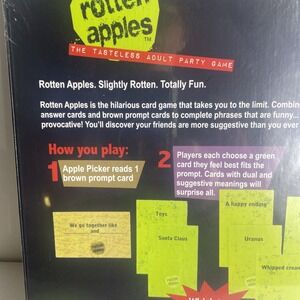 rotten
apples
TM
THE TASTELESS ADULT PARTY GAME
Rotten Apples. Slightly Rotten. Totally Fun.
Rotten Apples is the hilarious card game that takes you to the limit. Combin
answer cards and brown prompt cards to complete phrases that are funny...
provocative! You'll discover your friends are more suggestive than you ever
How you play:
1 Apple Picker reads 1
brown prompt card
2 Players each choose a green
card they feel best fits the
prompt. Cards with dual and
suggestive meanings will
surprise all.
We go together like
and
Toys
Santa Claus
A happy ending
Uranus
Whipped cream